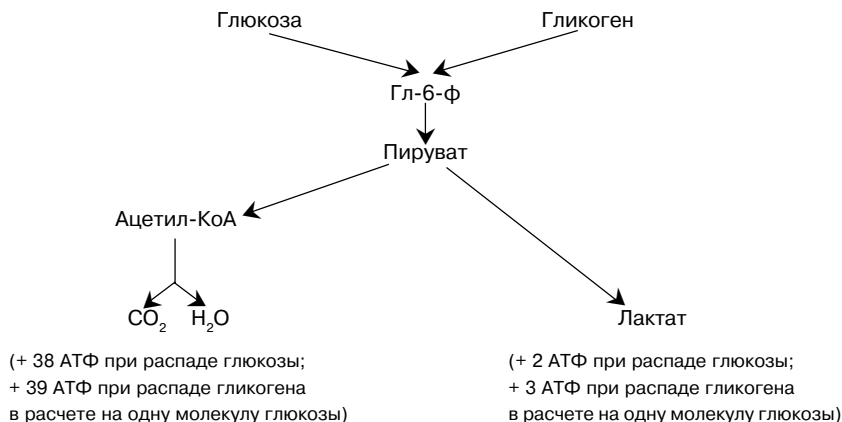 Глюкоза Гликоген
Гл-6-ф
Пируват
Ацетил-КоА
CO₂ H₂O Лактат
(+ 38 АТФ при распаде глюкозы;
+ 39 АТФ при распаде гликогена
в расчете на одну молекулу глюкозы)
(+ 2 АТФ при распаде глюкозы;
+ 3 АТФ при распаде гликогена
в расчете на одну молекулу глюкозы)